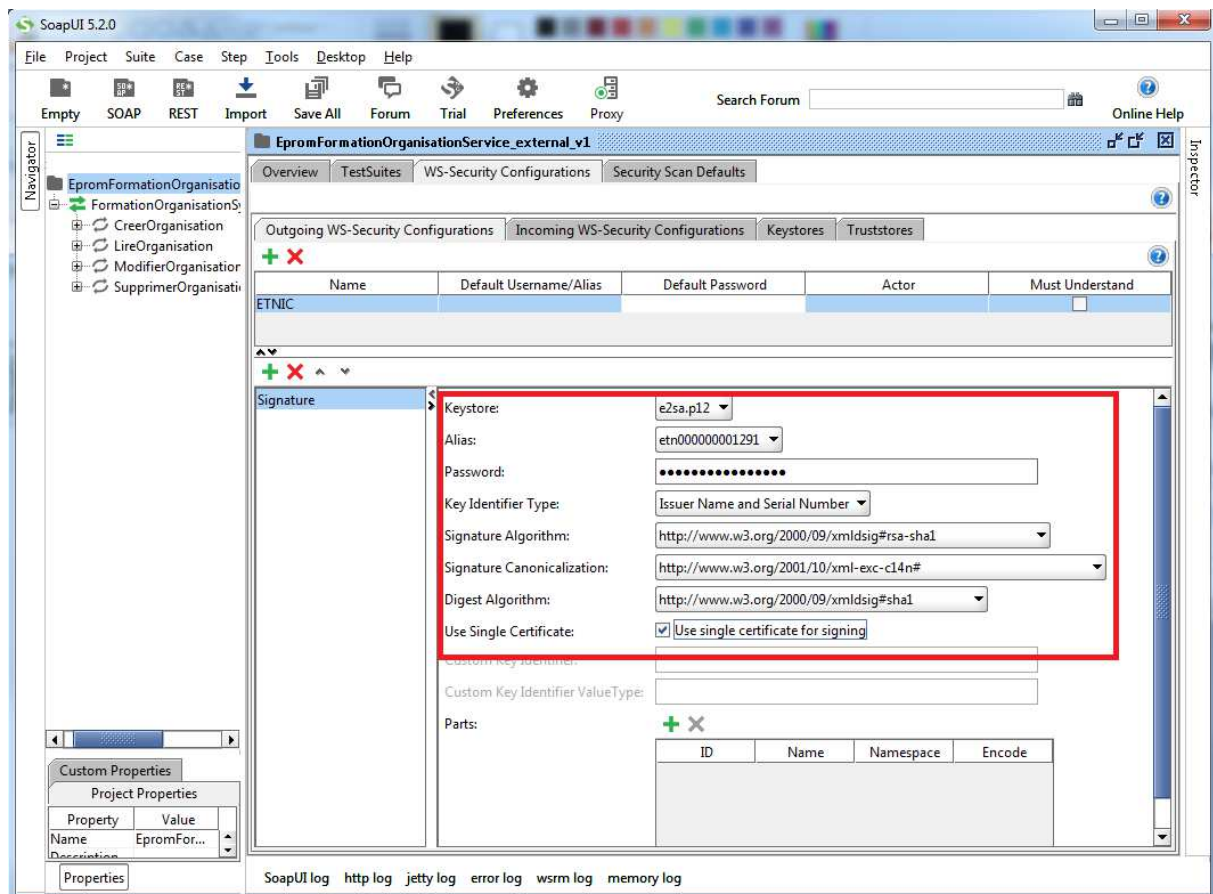 SoapUI 5.2.0
File Project Suite Case Step Tools Desktop Help
Empty SOAP REST Import Save All Forum Trial Preferences Proxy Search Forum Online Help
Navigator
EpromFormationOrganisatio
FormationOrganisationS
CreerOrganisation
LireOrganisation
ModifierOrganisation
SupprimerOrganisati
Custom Properties
Project Properties
Property Value
Name EpromFor...
Description
Properties
EpromFormationOrganisationService_external_v1
Overview TestSuites WS-Security Configurations Security Scan Defaults
Outgoing WS-Security Configurations Incoming WS-Security Configurations Keystores Truststores
Name Default Username/Alias Default Password Actor Must Understand
ETNIC
Signature
Keystore: e2sa.p12
Alias: etn000000001291
Password: ••••••••••••••••
Key Identifier Type: Issuer Name and Serial Number
Signature Algorithm: http://www.w3.org/2000/09/xmldsig#rsa-sha1
Signature Canonicalization: http://www.w3.org/2001/10/xml-exc-c14n#
Digest Algorithm: http://www.w3.org/2000/09/xmldsig#sha1
Use Single Certificate: Use single certificate for signing
Custom Key Identifier:
Custom Key Identifier ValueType:
Parts:
ID Name Namespace Encode
Inspector
SoapUI log http log jetty log error log wsrm log memory log